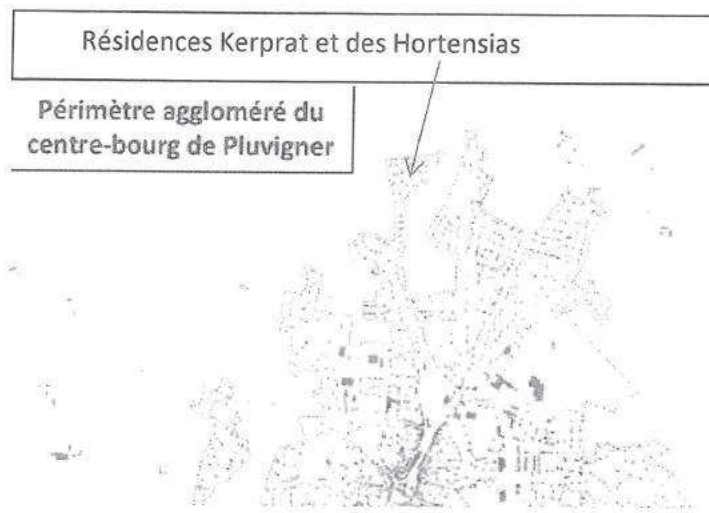 Résidences Kerprat et des Hortensias
Périmètre aggloméré du
centre-bourg de Pluvigner